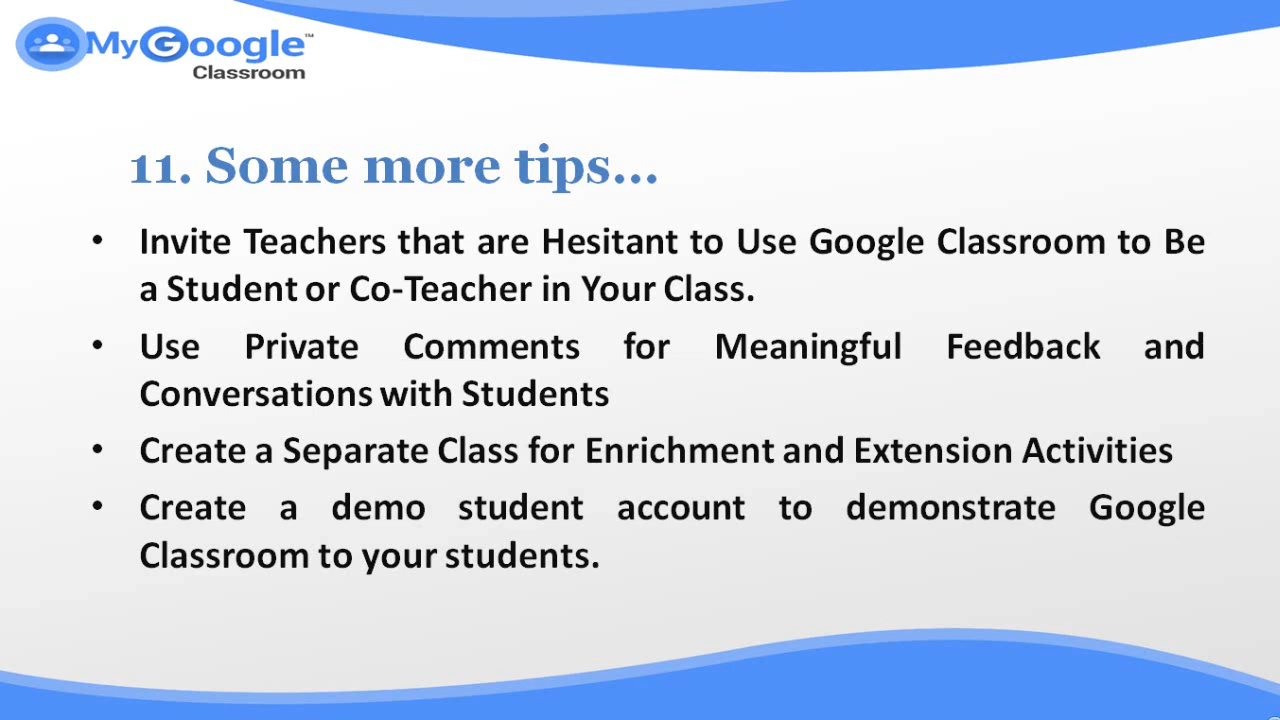 MyGoogle™
Classroom
11. Some more tips...
• Invite Teachers that are Hesitant to Use Google Classroom to Be
a Student or Co-Teacher in Your Class.
• Use Private Comments for Meaningful Feedback and
Conversations with Students
• Create a Separate Class for Enrichment and Extension Activities
• Create a demo student account to demonstrate Google
Classroom to your students.